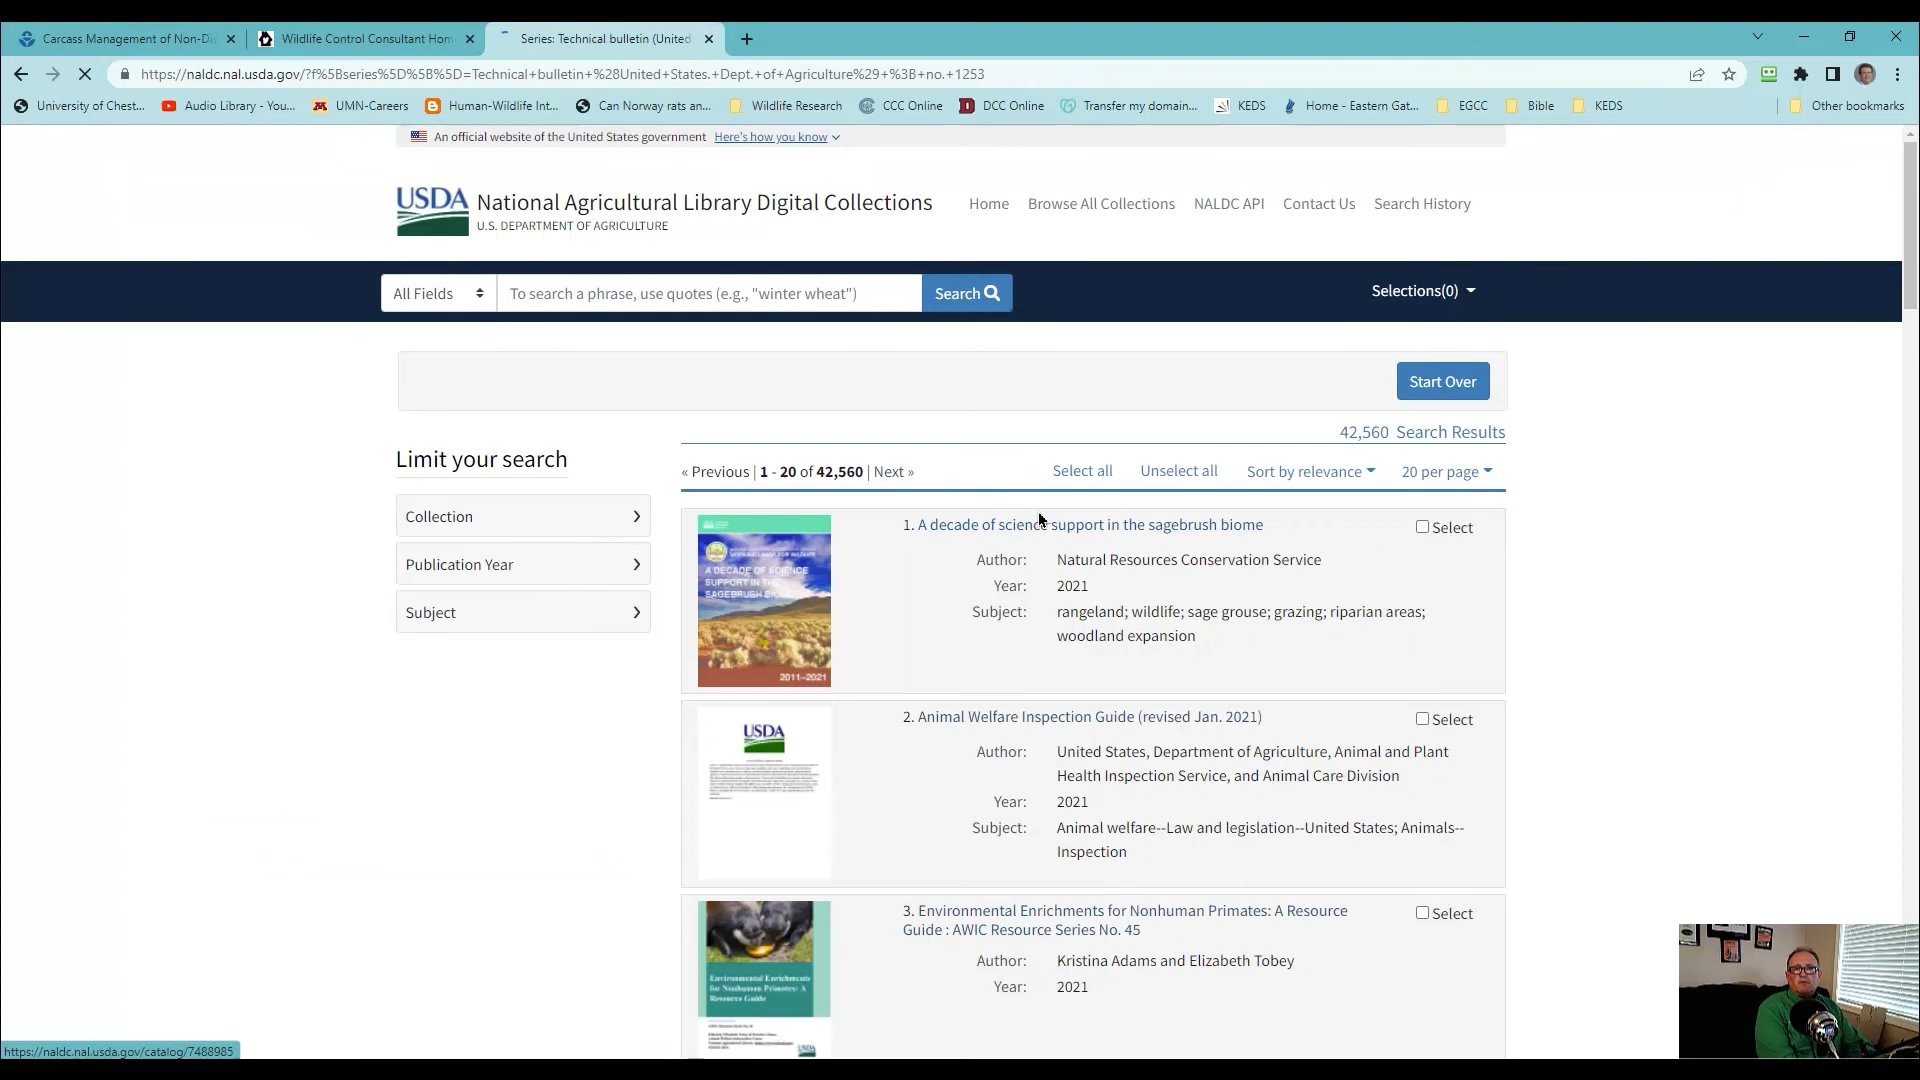 Carcass Management of Non-Di
Wildlife Control Consultant Hom
Series: Technical bulletin (United
https://naldc.nal.usda.gov/?f%5Bseries%5D%5B%5D=Technical+bulletin+%28United+States.+Dept.+of+Agriculture%29+%3B+no.+1253
University of Chest...
Audio Library - You...
UMN-Careers
Human-Wildlife Int...
Can Norway rats an...
Wildlife Research
CCC Online
DCC Online
Transfer my domain...
KEDS
Home - Eastern Gat...
EGCC
Bible
KEDS
Other bookmarks
An official website of the United States government Here's how you know
USDA
National Agricultural Library Digital Collections
U.S. DEPARTMENT OF AGRICULTURE
Home
Browse All Collections
NALDC API
Contact Us
Search History
All Fields
To search a phrase, use quotes (e.g., "winter wheat")
Search
Selections(0)
Start Over
42,560 Search Results
Limit your search
Collection
Publication Year
Subject
« Previous | 1 - 20 of 42,560 | Next »
Select all
Unselect all
Sort by relevance
20 per page
A DECADE OF SCIENCE
SUPPORT IN THE
SAGEBRUSH BIOME
2011–2021
1. A decade of science support in the sagebrush biome
Select
Author: Natural Resources Conservation Service
Year: 2021
Subject: rangeland; wildlife; sage grouse; grazing; riparian areas;
woodland expansion
USDA
2. Animal Welfare Inspection Guide (revised Jan. 2021)
Select
Author: United States, Department of Agriculture, Animal and Plant
Health Inspection Service, and Animal Care Division
Year: 2021
Subject: Animal welfare--Law and legislation--United States; Animals--
Inspection
Environmental Enrichments
for Nonhuman Primates: A
Resource Guide
USDA
3. Environmental Enrichments for Nonhuman Primates: A Resource
Guide : AWIC Resource Series No. 45
Select
Author: Kristina Adams and Elizabeth Tobey
Year: 2021
https://naldc.nal.usda.gov/catalog/7488985